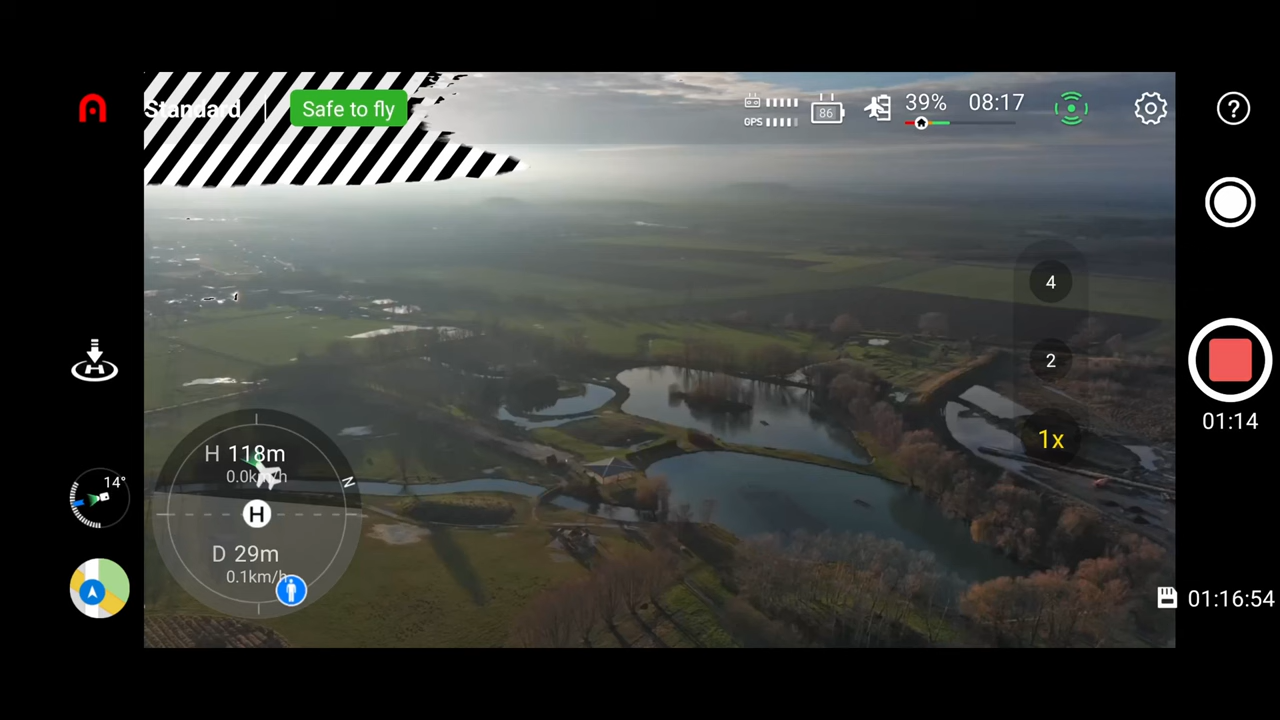 Standard
Safe to fly
GPS
86
39%
08:17
?
4
2
1x
01:14
14°
H 118m
0.0km/h
N
H
D 29m
0.1km/h
01:16:54